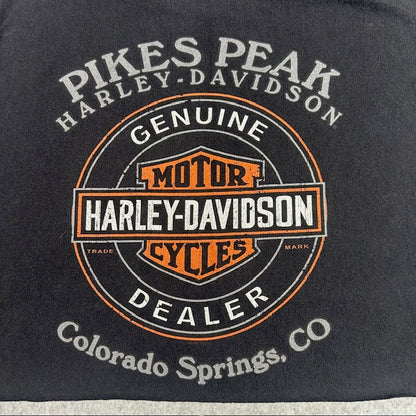 PIKES PEAK
HARLEY-DAVIDSON
GENUINE
MOTOR
HARLEY-DAVIDSON
TRADE MARK
CYCLES
DEALER
Colorado Springs, CO